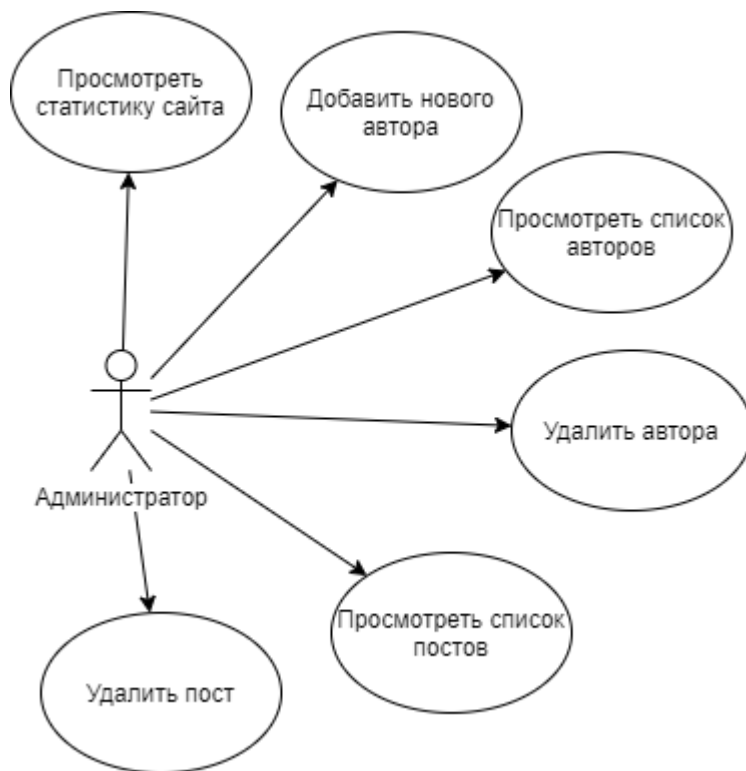 Просмотреть
статистику сайта
Добавить нового
автора
Просмотреть список
авторов
Удалить автора
Администратор
Просмотреть список
постов
Удалить пост